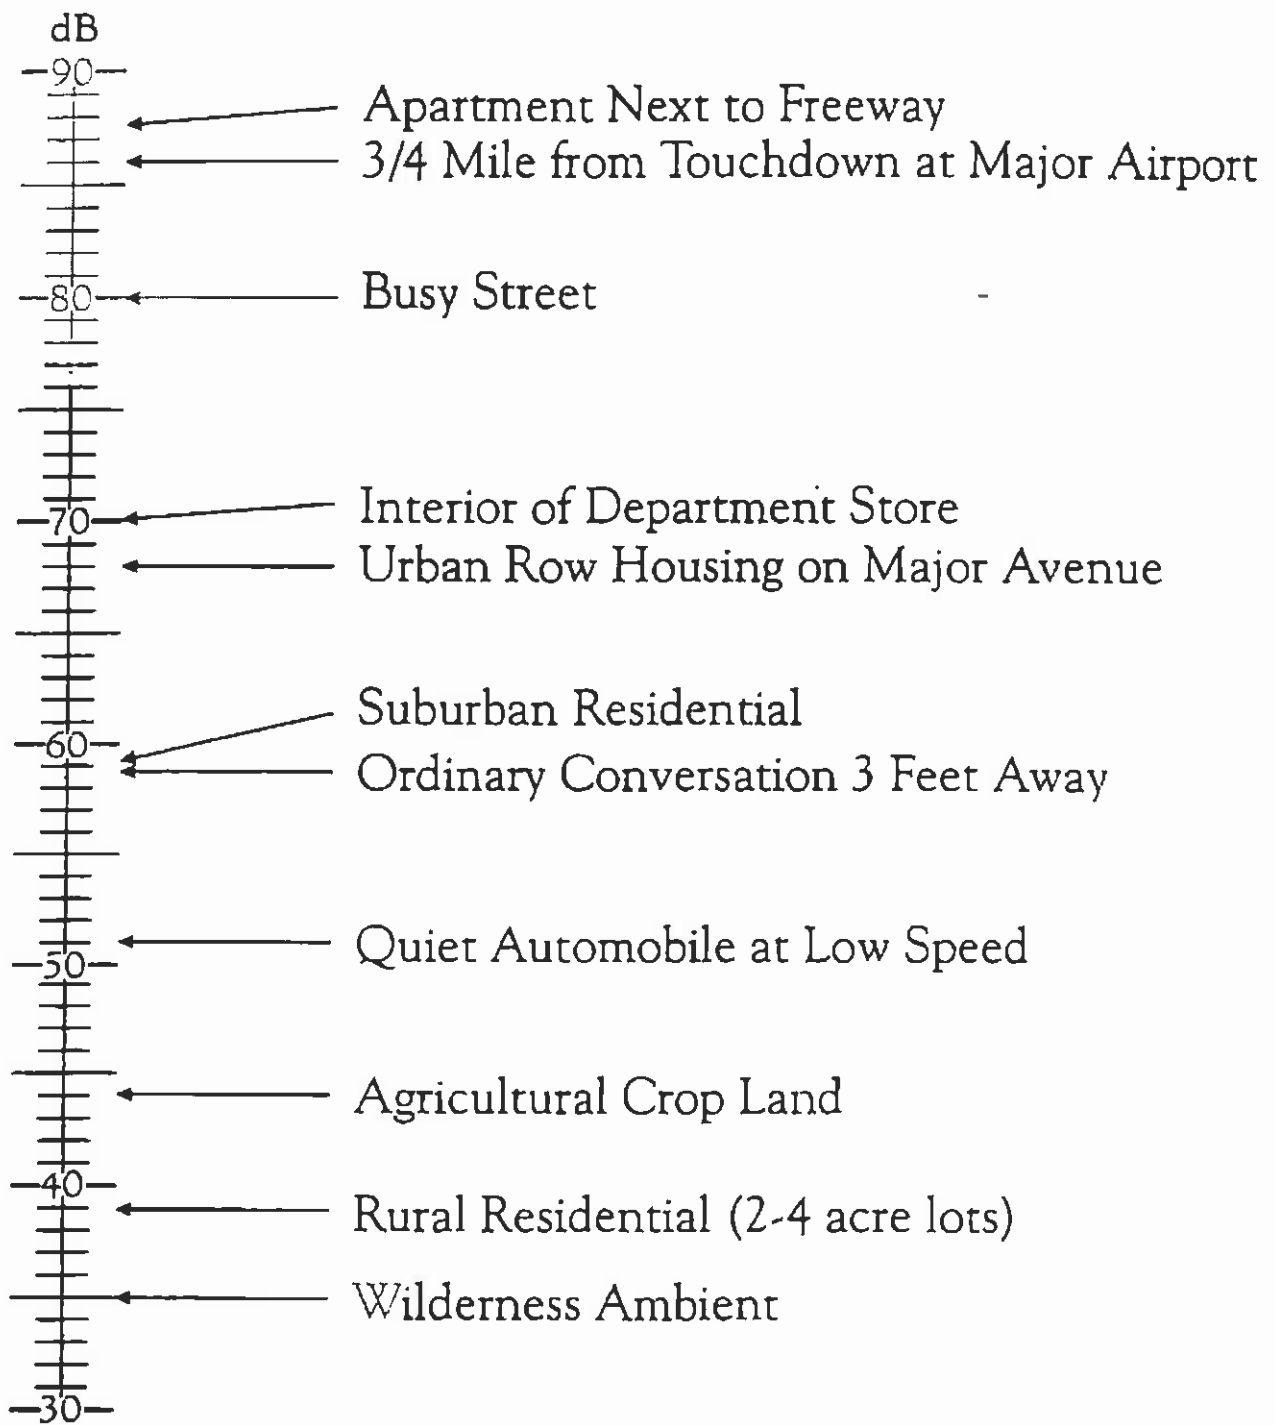 dB
90
Apartment Next to Freeway
3/4 Mile from Touchdown at Major Airport
80
Busy Street
70
Interior of Department Store
Urban Row Housing on Major Avenue
Suburban Residential
60
Ordinary Conversation 3 Feet Away
Quiet Automobile at Low Speed
50
Agricultural Crop Land
40
Rural Residential (2-4 acre lots)
Wilderness Ambient
30